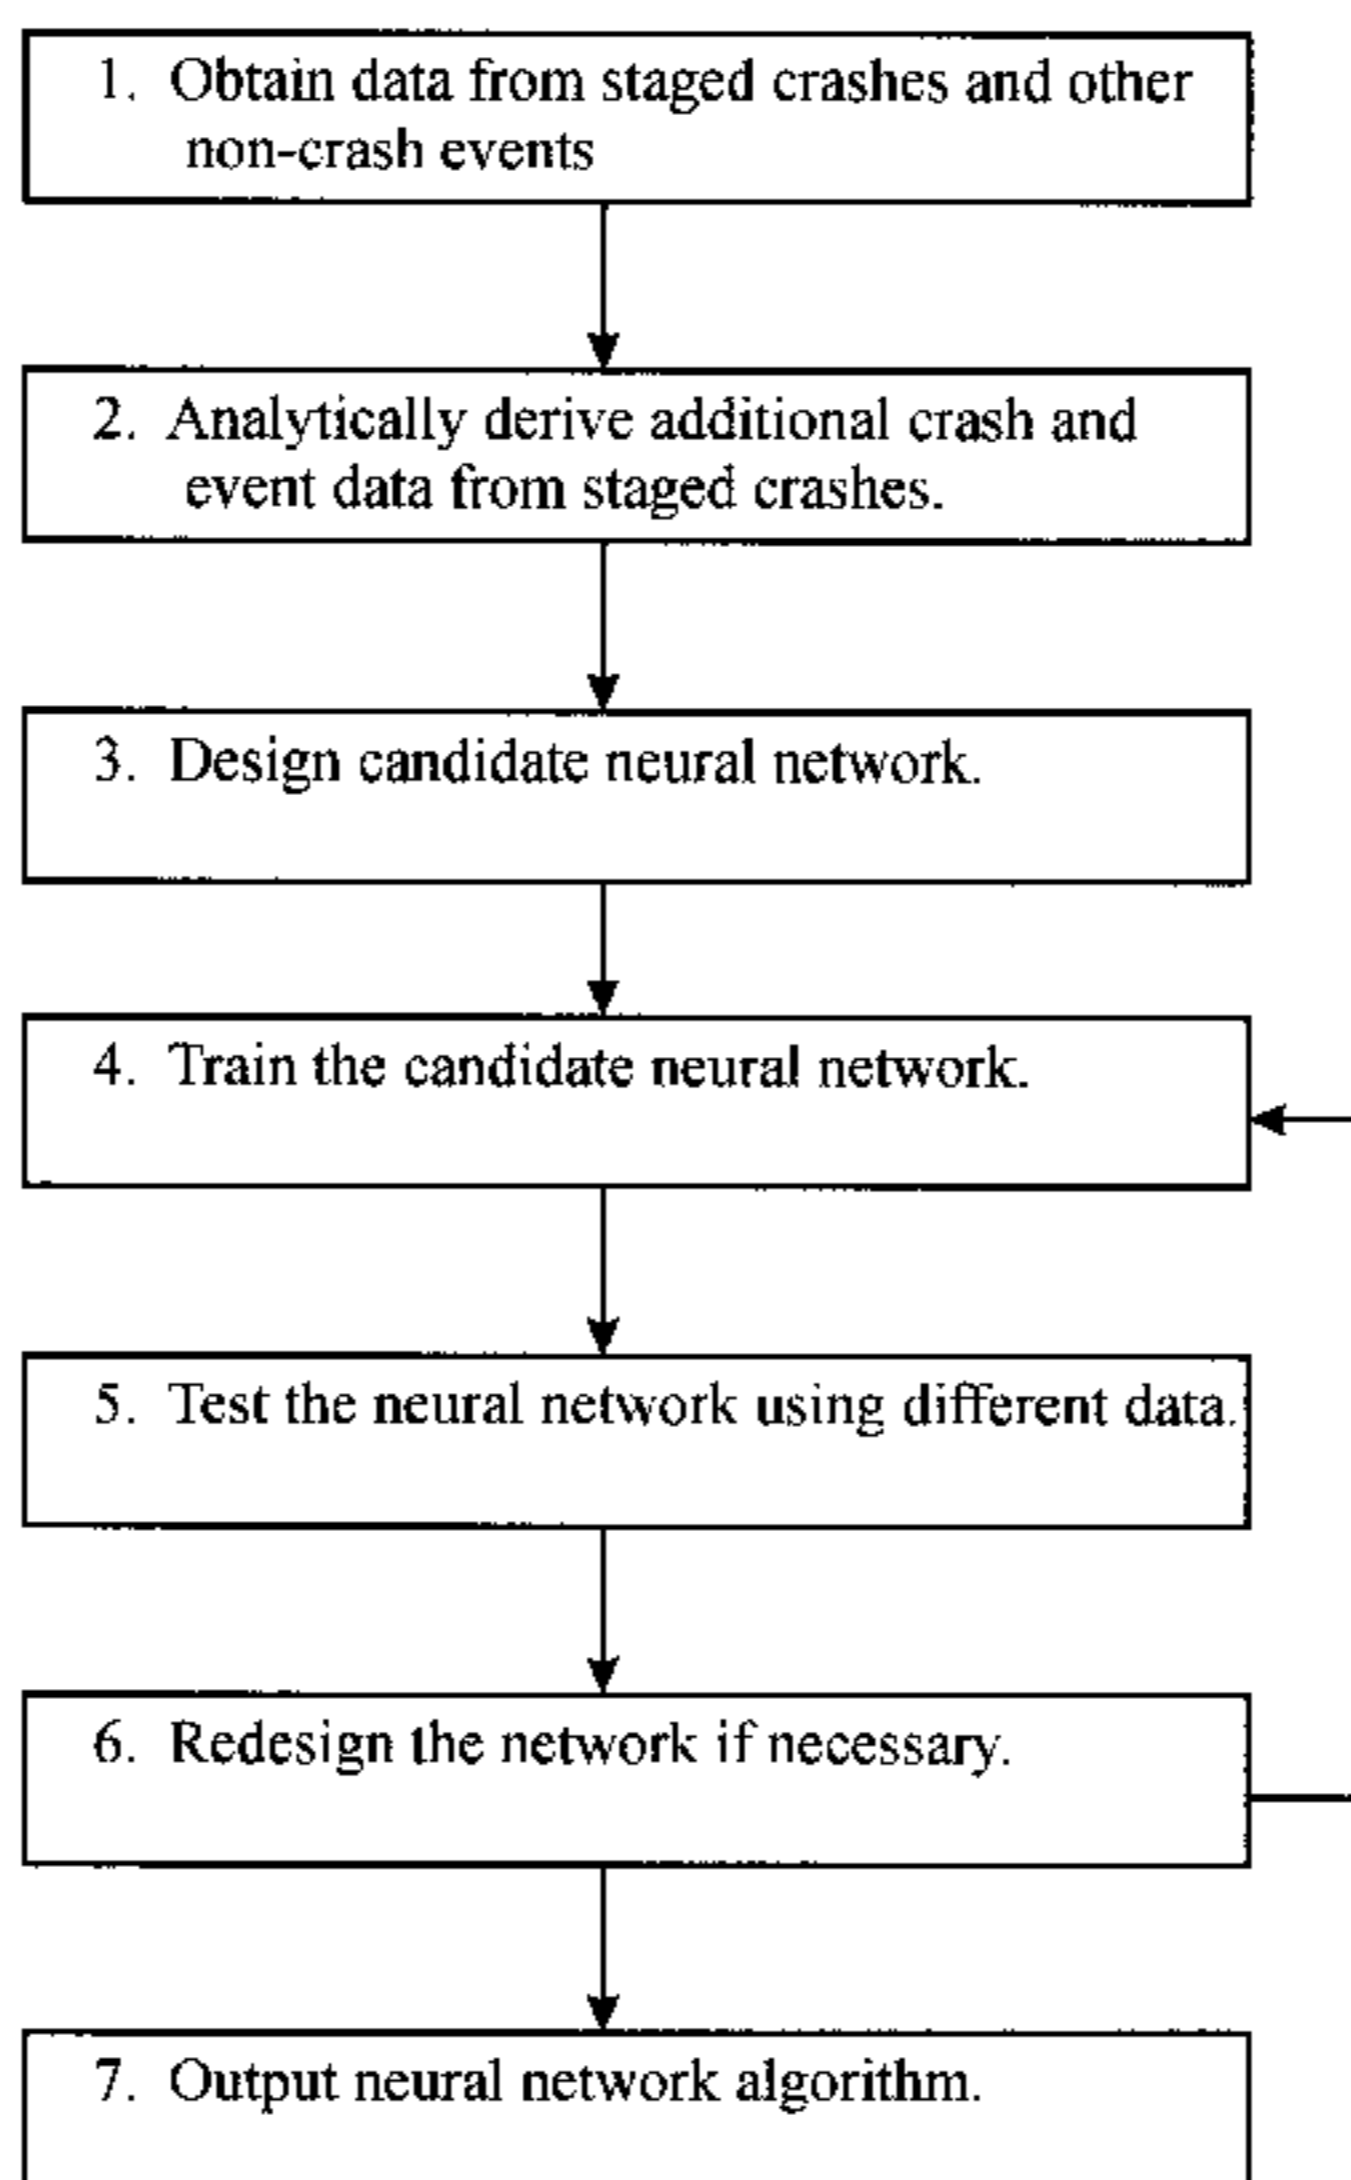 1. Obtain data from staged crashes and other
non-crash events
2. Analytically derive additional crash and
event data from staged crashes.
3. Design candidate neural network.
4. Train the candidate neural network.
5. Test the neural network using different data.
6. Redesign the network if necessary.
7. Output neural network algorithm.